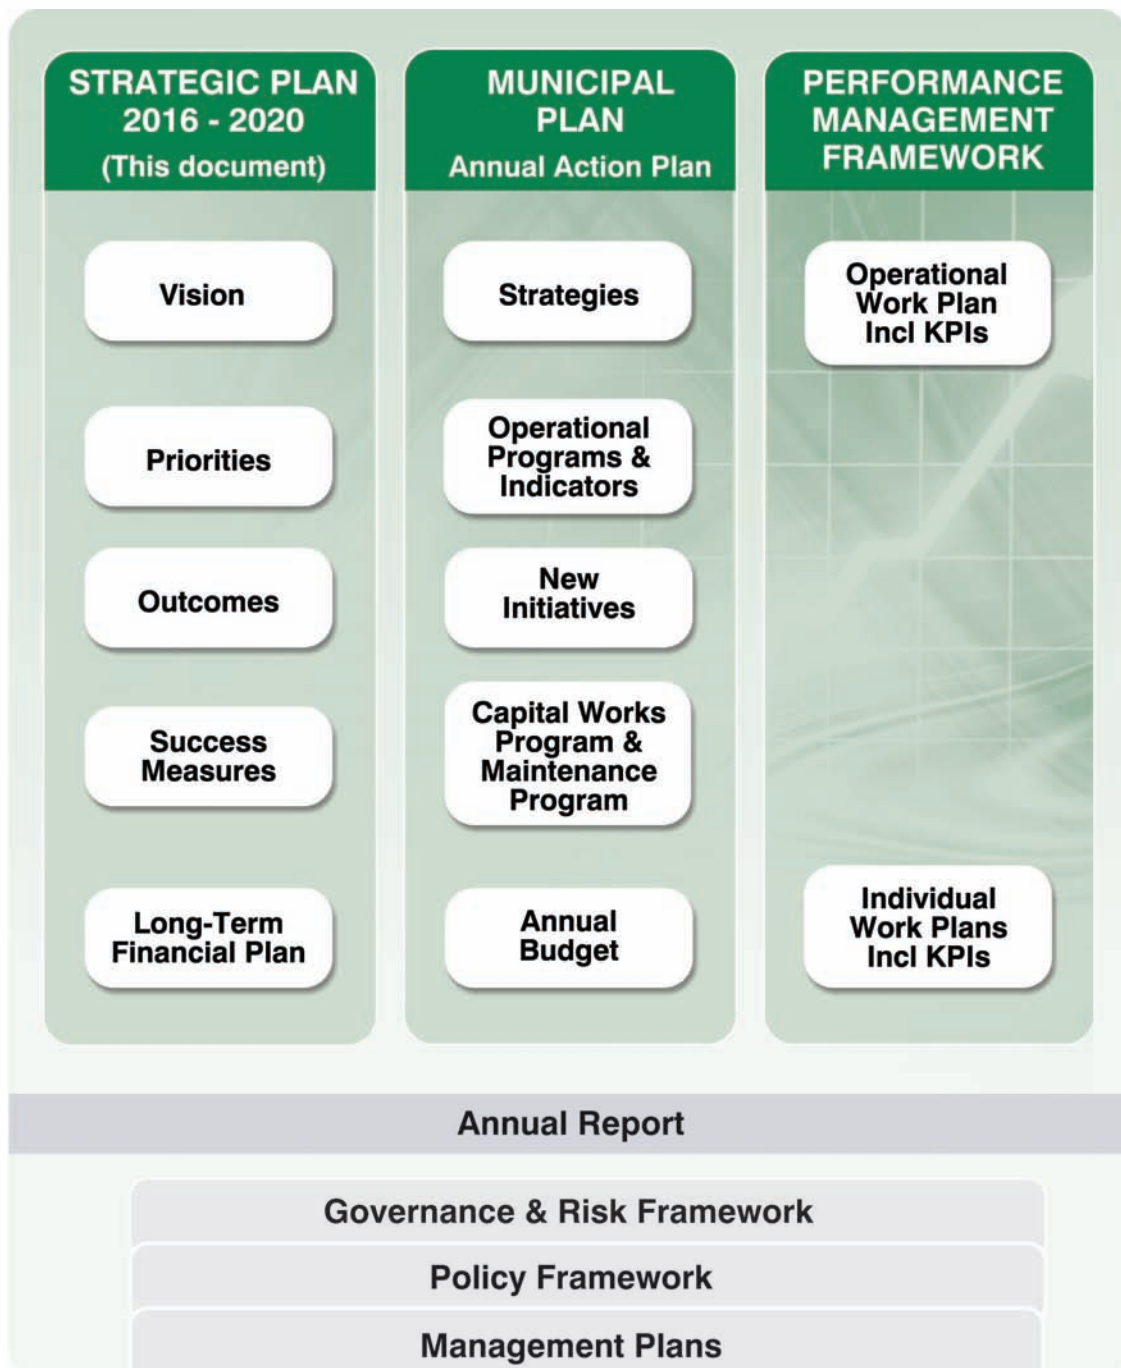 STRATEGIC PLAN
2016 - 2020
(This document)
Vision
Priorities
Outcomes
Success
Measures
Long-Term
Financial Plan
MUNICIPAL
PLAN
Annual Action Plan
Strategies
Operational
Programs &
Indicators
New
Initiatives
Capital Works
Program &
Maintenance
Program
Annual
Budget
PERFORMANCE
MANAGEMENT
FRAMEWORK
Operational
Work Plan
Incl KPIs
Individual
Work Plans
Incl KPIs
Annual Report
Governance & Risk Framework
Policy Framework
Management Plans